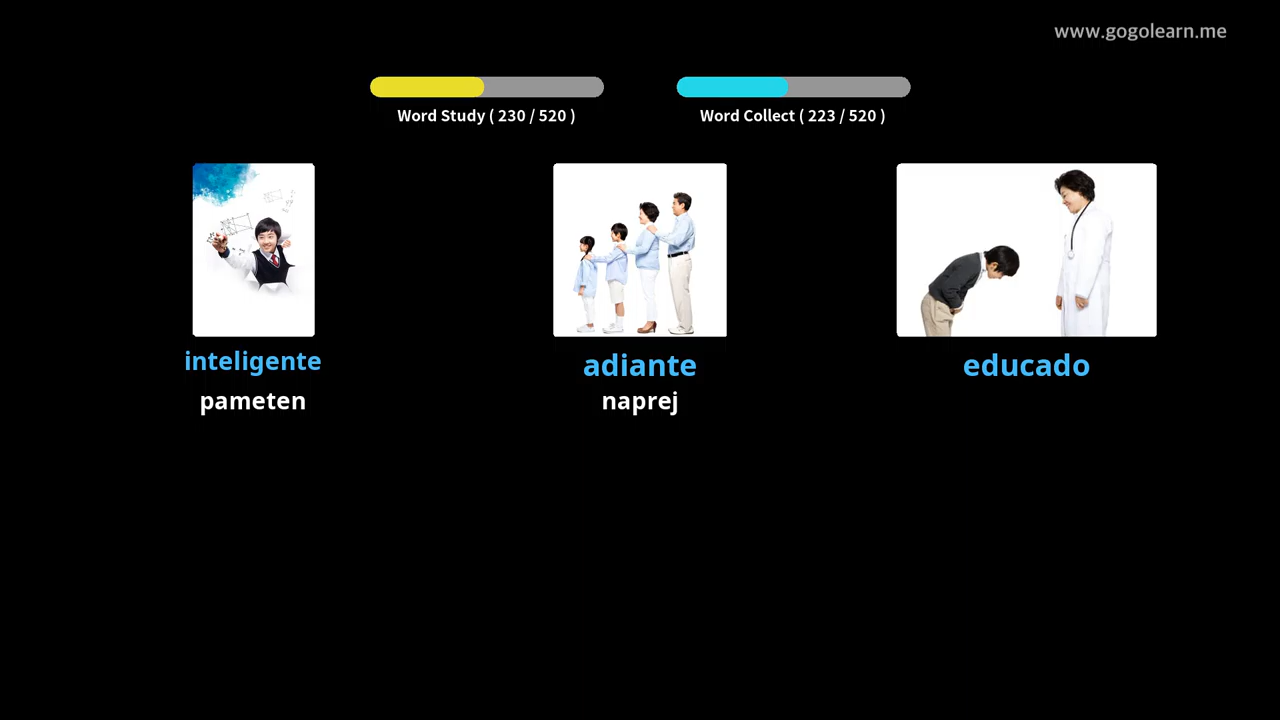 www.gogolearn.me
Word Study ( 230 / 520 )
Word Collect ( 223 / 520 )
inteligente
adiante
educado
pameten
naprej